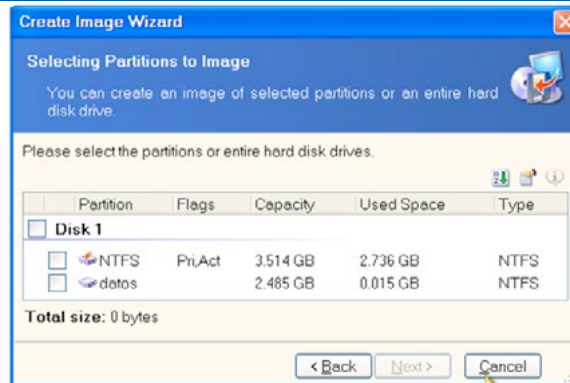 Create Image Wizard
Selecting Partitions to Image
You can create an image of selected partitions or an entire hard
disk drive.
Please select the partitions or entire hard disk drives.
Partition Flags Capacity Used Space Type
Disk 1
NTFS Pri,Act 3.514 GB 2.736 GB NTFS
datos 2.485 GB 0.015 GB NTFS
Total size: 0 bytes
< Back Next > Cancel